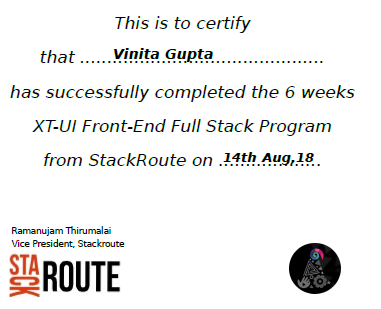 This is to certify
that ...Vinita Gupta...
has successfully completed the 6 weeks
XT-UI Front-End Full Stack Program
from StackRoute on .14th Aug,18.
Ramanujam Thirumalai
Vice President, Stackroute
STACK ROUTE